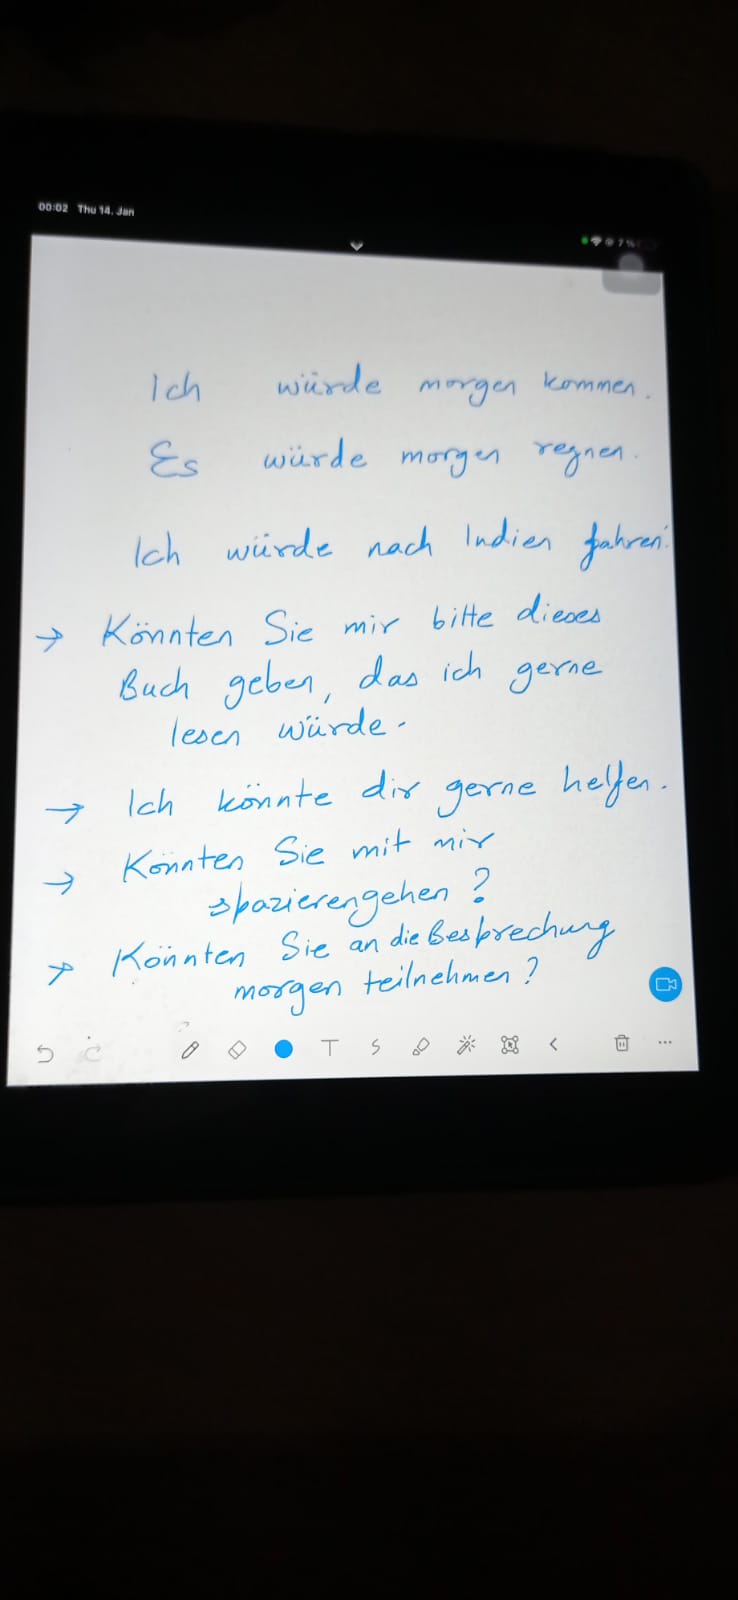 00:02 Thu 14. Jan
7%
Ich würde morgen kommen.
Es würde morgen regnen.
Ich würde nach Indien fahren.
→ Könnten Sie mir bitte dieses
Buch geben, das ich gerne
lesen würde.
→ Ich könnte dir gerne helfen.
→ Könnten Sie mit mir
spazierengehen?
→ Könnten Sie an die Besprechung
morgen teilnehmen?
T